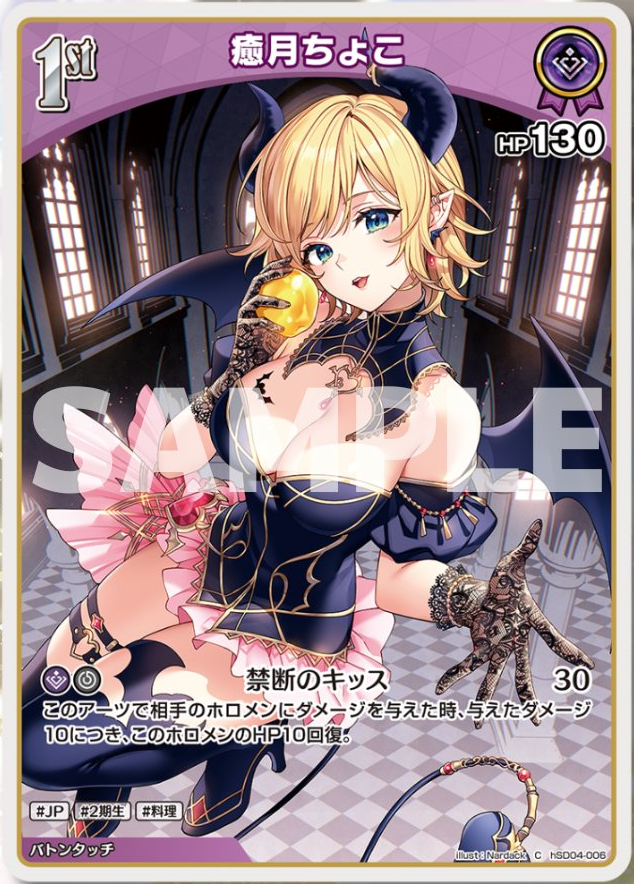 1st
癒月ちょこ
HP130
SAMPLE
禁断のキッス 30
このアーツで相手のホロメンにダメージを与えた時、与えたダメージ
10につき、このホロメンのHP10回復。
#JP #2期生 #料理
バトンタッチ
illust: Nardack C hSD04-006